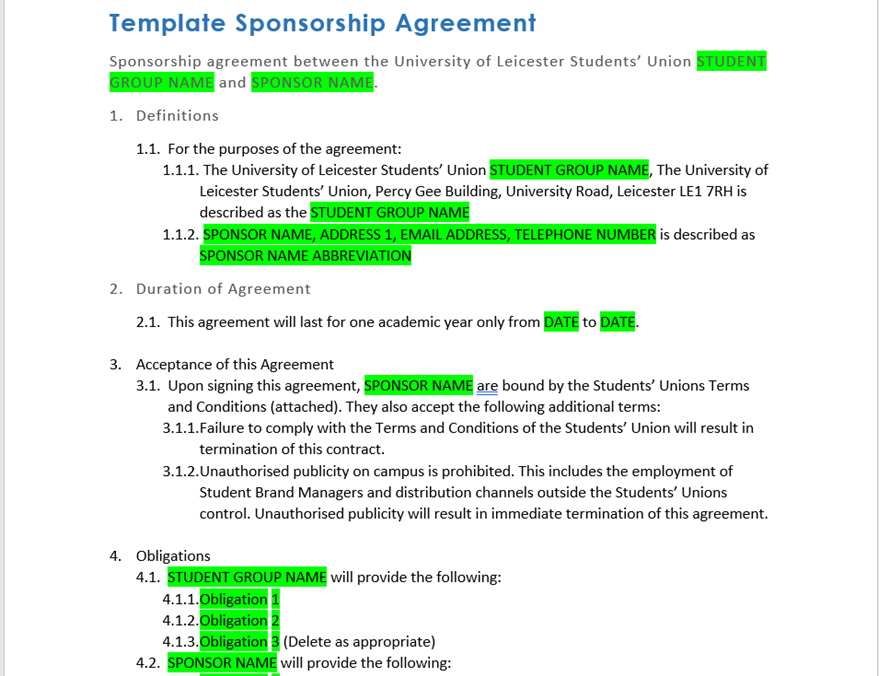 Template Sponsorship Agreement
Sponsorship agreement between the University of Leicester Students’ Union STUDENT
GROUP NAME and SPONSOR NAME.
1. Definitions
1.1. For the purposes of the agreement:
1.1.1. The University of Leicester Students’ Union STUDENT GROUP NAME, The University of
Leicester Students’ Union, Percy Gee Building, University Road, Leicester LE1 7RH is
described as the STUDENT GROUP NAME
1.1.2. SPONSOR NAME, ADDRESS 1, EMAIL ADDRESS, TELEPHONE NUMBER is described as
SPONSOR NAME ABBREVIATION
2. Duration of Agreement
2.1. This agreement will last for one academic year only from DATE to DATE.
3. Acceptance of this Agreement
3.1. Upon signing this agreement, SPONSOR NAME are bound by the Students’ Unions Terms
and Conditions (attached). They also accept the following additional terms:
3.1.1.Failure to comply with the Terms and Conditions of the Students’ Union will result in
termination of this contract.
3.1.2.Unauthorised publicity on campus is prohibited. This includes the employment of
Student Brand Managers and distribution channels outside the Students’ Unions
control. Unauthorised publicity will result in immediate termination of this agreement.
4. Obligations
4.1. STUDENT GROUP NAME will provide the following:
4.1.1.Obligation 1
4.1.2.Obligation 2
4.1.3.Obligation 3 (Delete as appropriate)
4.2. SPONSOR NAME will provide the following: